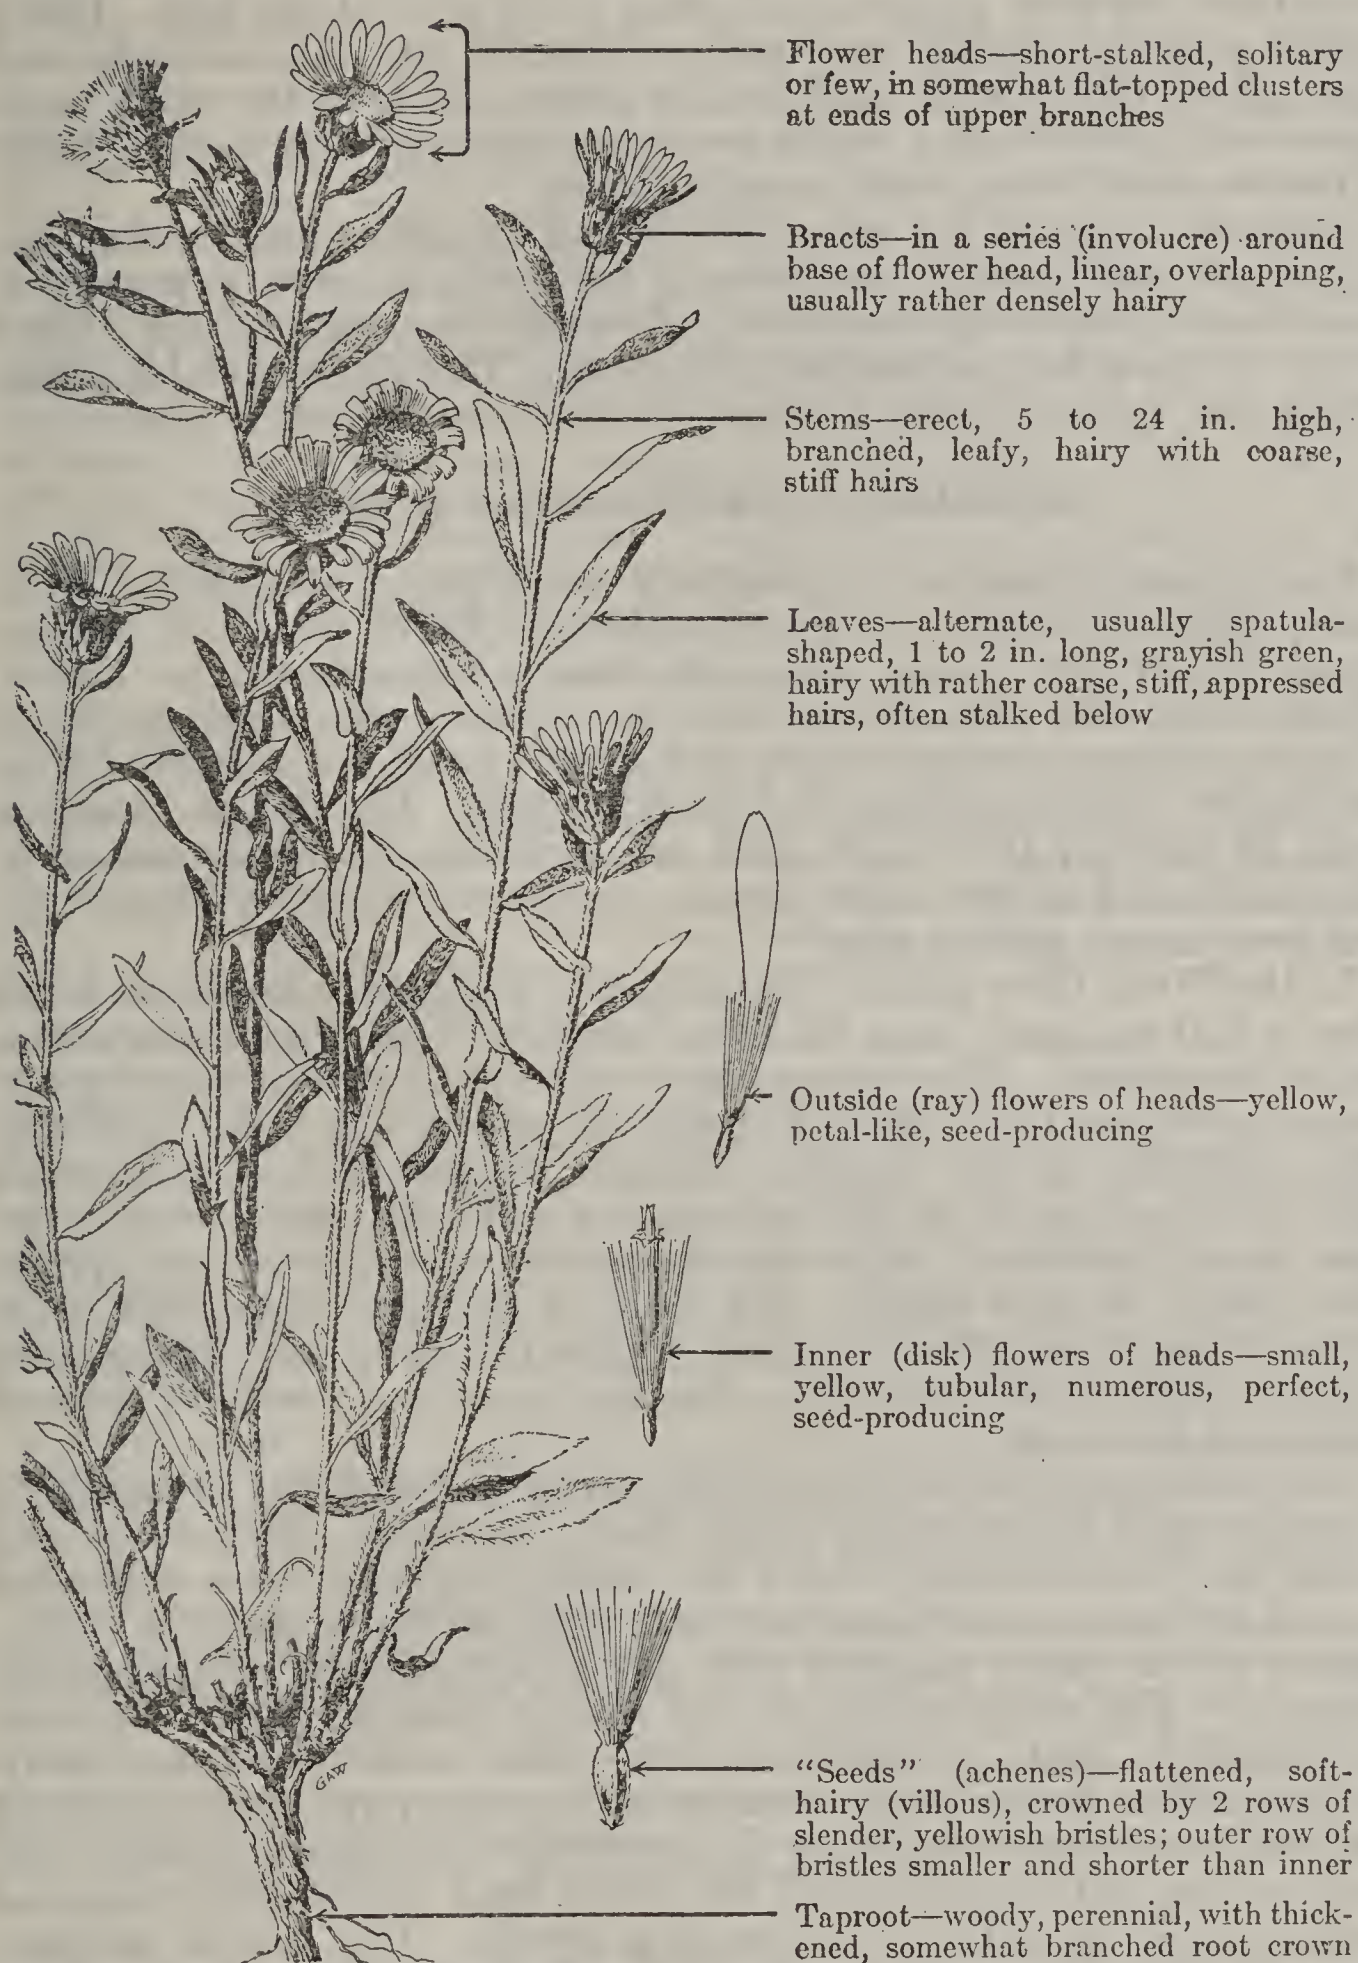 Flower heads—short-stalked, solitary
or few, in somewhat flat-topped clusters
at ends of upper branches
Bracts—in a series (involucre) around
base of flower head, linear, overlapping,
usually rather densely hairy
Stems—erect, 5 to 24 in. high,
branched, leafy, hairy with coarse,
stiff hairs
Leaves—alternate, usually spatula-
shaped, 1 to 2 in. long, grayish green,
hairy with rather coarse, stiff, appressed
hairs, often stalked below
Outside (ray) flowers of heads—yellow,
petal-like, seed-producing
Inner (disk) flowers of heads—small,
yellow, tubular, numerous, perfect,
seed-producing
GAW
“Seeds” (achenes)—flattened, soft-
hairy (villous), crowned by 2 rows of
slender, yellowish bristles; outer row of
bristles smaller and shorter than inner
Taproot—woody, perennial, with thick-
ened, somewhat branched root crown